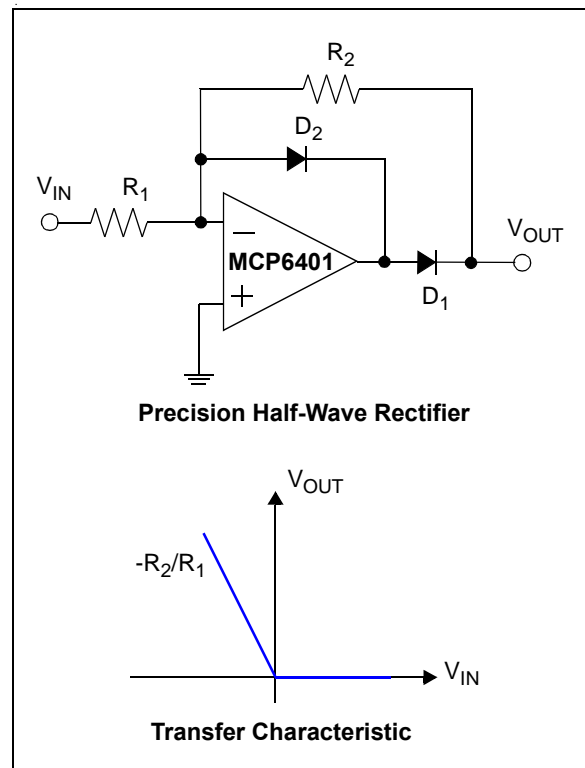 R2
D2
VIN
R1
VOUT
−
MCP6401
+
D1
Precision Half-Wave Rectifier
VOUT
-R2/R1
VIN
Transfer Characteristic